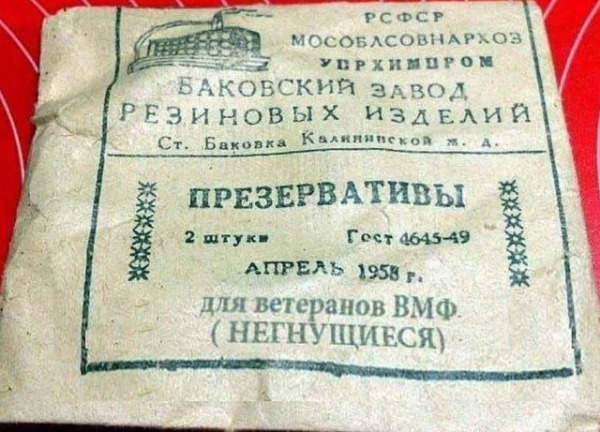 РСФСР
МОСОБЛСОВНАРХОЗ
УПРХИМПРОМ
БАКОВСКИЙ ЗАВОД
РЕЗИНОВЫХ ИЗДЕЛИЙ
Ст. Баковка Калининской ж. д.
ПРЕЗЕРВАТИВЫ
2 штуки Гост 4645-49
АПРЕЛЬ 1958 г.
для ветеранов ВМФ
( НЕГНУЩИЕСЯ)